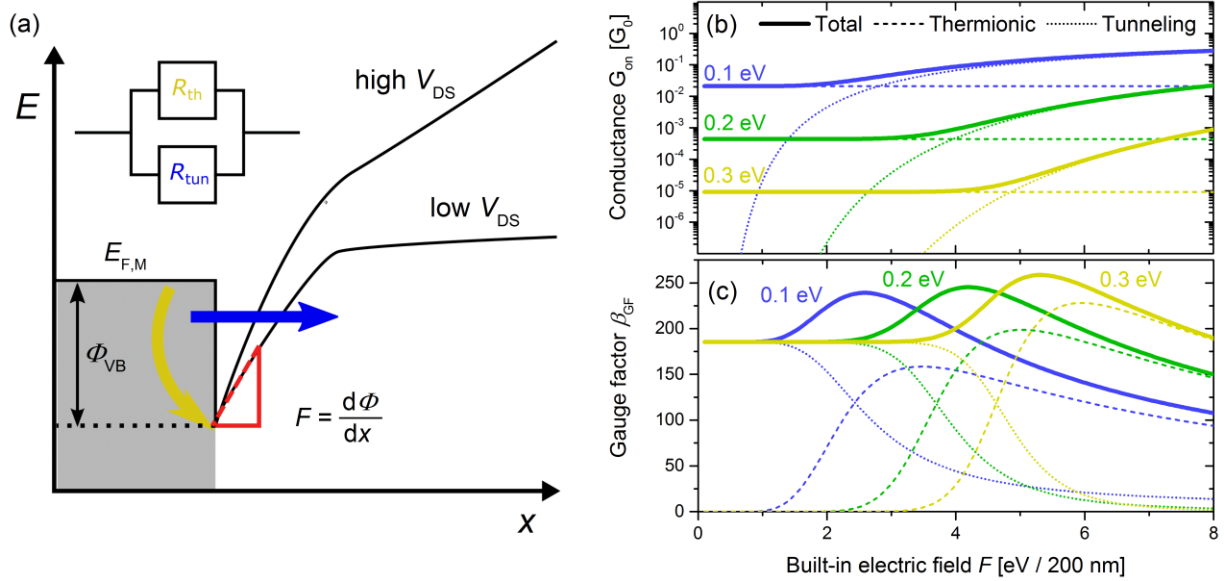 (a)
E
R_th
R_tun
high V_DS
low V_DS
E_F,M
Φ_VB
F = dΦ/dx
x
(b)
Total Thermionic Tunneling
Conductance G_on [G_0]
10^0
10^-1
10^-2
10^-3
10^-4
10^-5
10^-6
0.1 eV
0.2 eV
0.3 eV
(c)
Gauge factor β_GF
250
200
150
100
50
0
0.1 eV
0.2 eV
0.3 eV
0 2 4 6 8
Built-in electric field F [eV / 200 nm]